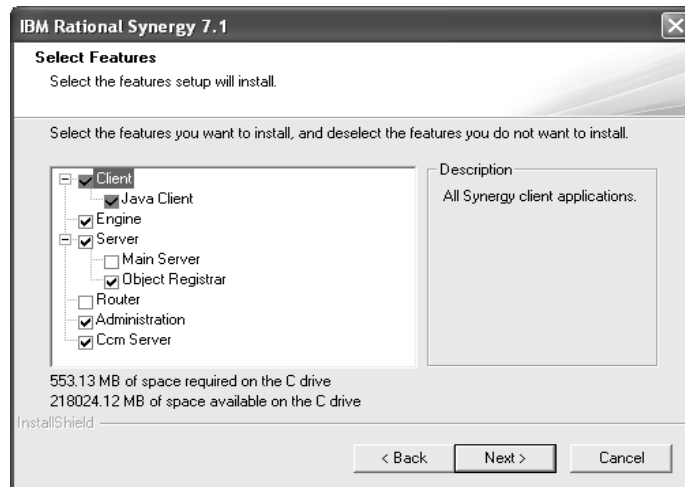 IBM Rational Synergy 7.1
Select Features
Select the features setup will install.
Select the features you want to install, and deselect the features you do not want to install.
Client
Java Client
Engine
Server
Main Server
Object Registrar
Router
Administration
Ccm Server
Description
All Synergy client applications.
553.13 MB of space required on the C drive
218024.12 MB of space available on the C drive
InstallShield
< Back
Next >
Cancel